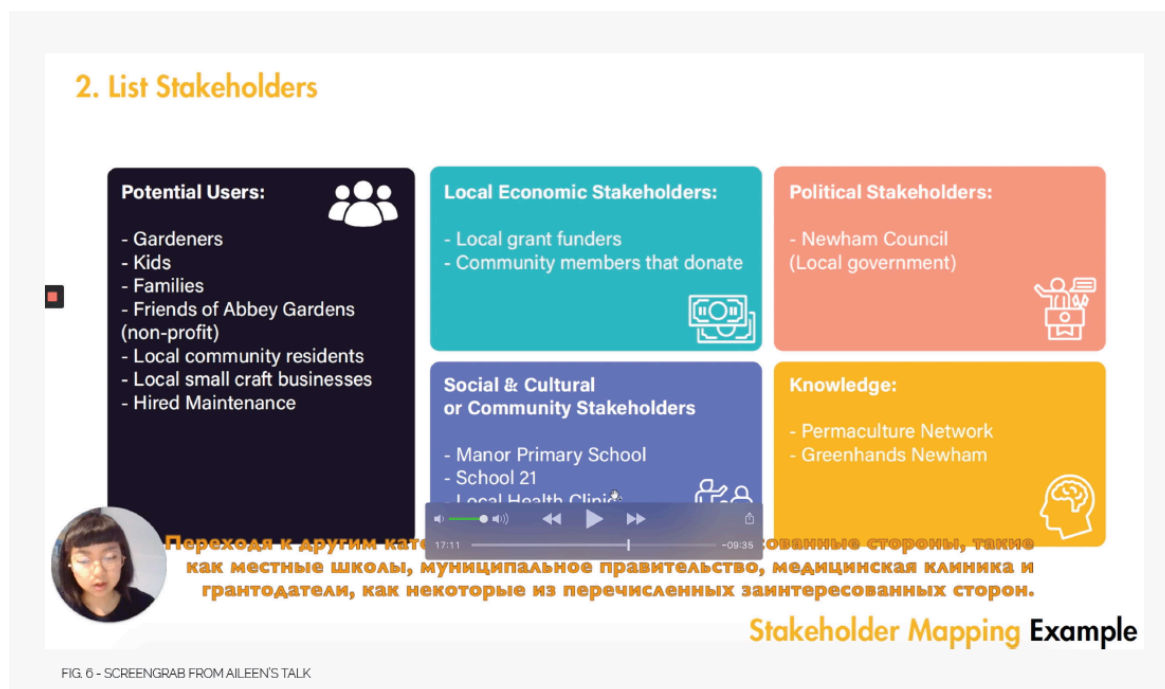 2. List Stakeholders
Potential Users:
- Gardeners
- Kids
- Families
- Friends of Abbey Gardens
(non-profit)
- Local community residents
- Local small craft businesses
- Hired Maintenance
Local Economic Stakeholders:
- Local grant funders
- Community members that donate
Political Stakeholders:
- Newham Council
(Local government)
Social & Cultural
or Community Stakeholders
- Manor Primary School
- School 21
- Local Health Clinic
Knowledge:
- Permaculture Network
- Greenhands Newham
17:11
-09:35
Переходя к другим стороны, такие
как местные школы, муниципальное правительство, медицинская клиника и
грантодатели, как некоторые из перечисленных заинтересованных сторон.
Stakeholder Mapping Example
FIG. 6 - SCREENGRAB FROM AILEEN'S TALK